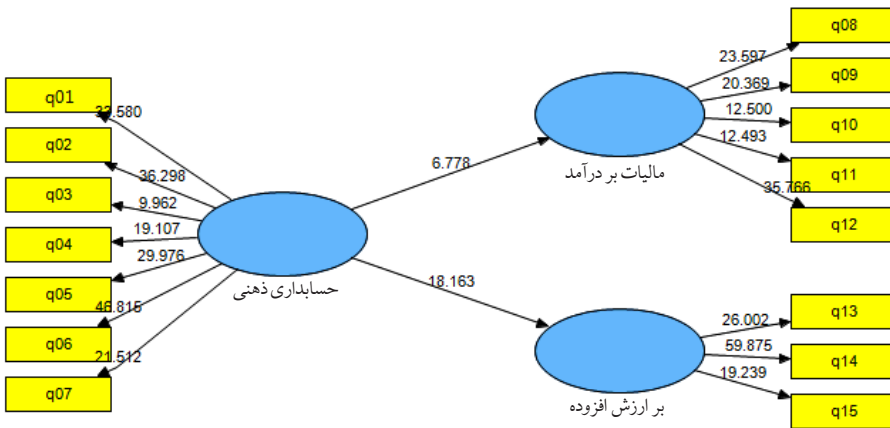 q01
q02
q03
q04
q05
q06
q07
33.580
36.298
9.962
19.107
29.976
46.815
21.512
حسابداری ذهنی
6.778
18.163
مالیات بر درآمد
بر ارزش افزوده
23.597
20.369
12.500
12.493
35.766
26.002
59.875
19.239
q08
q09
q10
q11
q12
q13
q14
q15